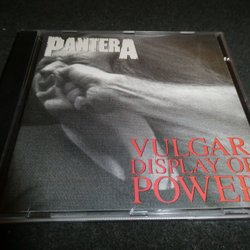 PANTERA
VULGAR
DISPLAY OF
POWER